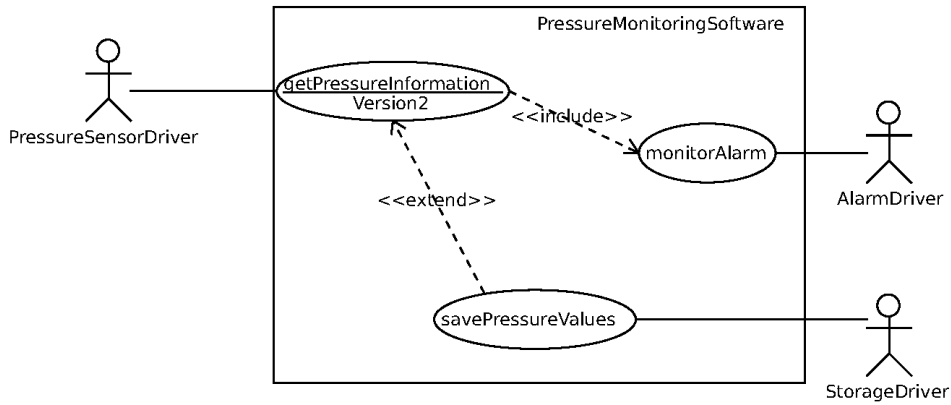 PressureMonitoringSoftware
getPressureInformation
Version2
PressureSensorDriver
<<include>>
monitorAlarm
AlarmDriver
<<extend>>
savePressureValues
StorageDriver